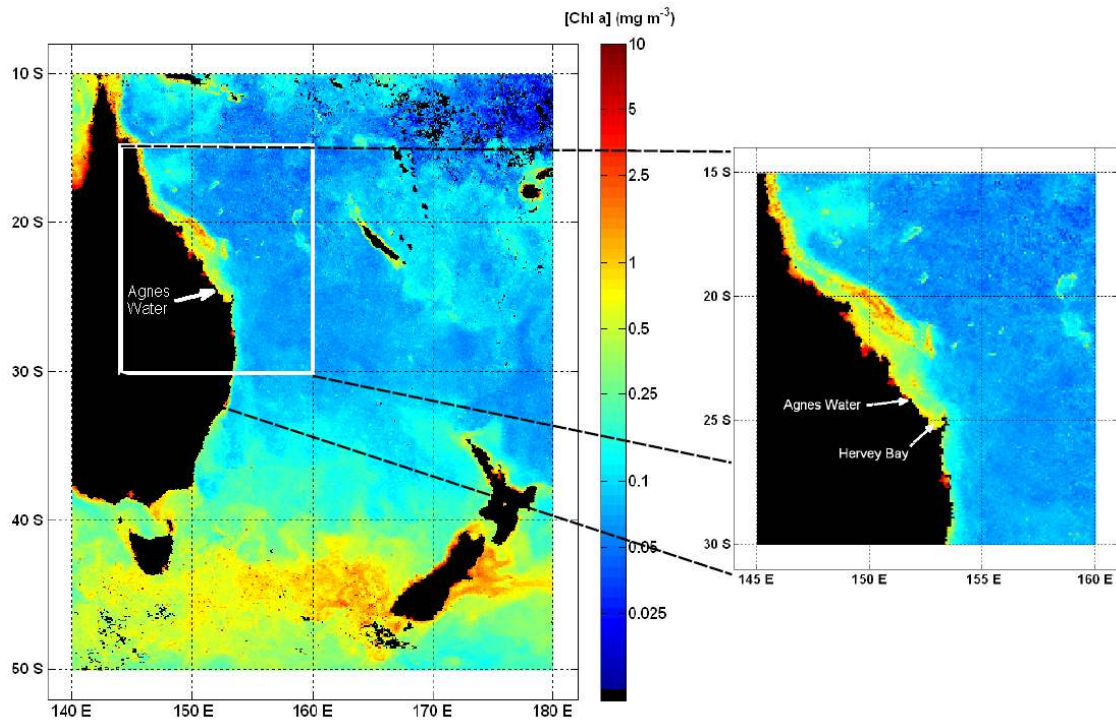 [Chl a] (mg m⁻³)
10 S
20 S
30 S
40 S
50 S
140 E
150 E
160 E
170 E
180 E
Agnes
Water
10
5
2.5
1
0.5
0.25
0.1
0.05
0.025
15 S
20 S
25 S
30 S
145 E
150 E
155 E
160 E
Agnes Water
Hervey Bay